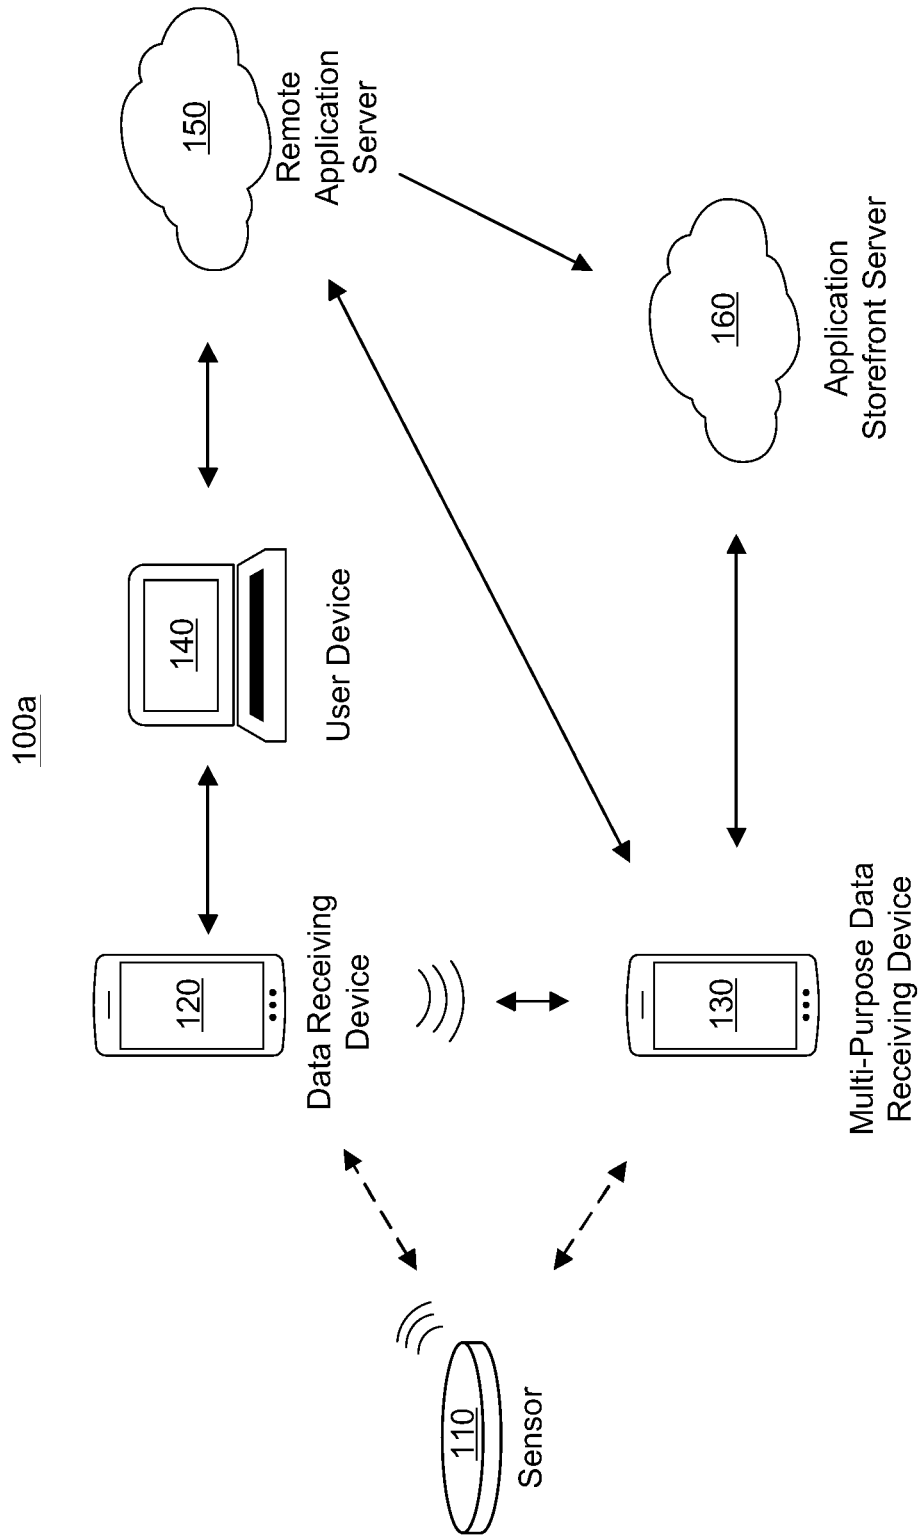 100a
120
Data Receiving
Device
140
User Device
150
Remote
Application
Server
110
Sensor
130
Multi-Purpose Data
Receiving Device
160
Application
Storefront Server